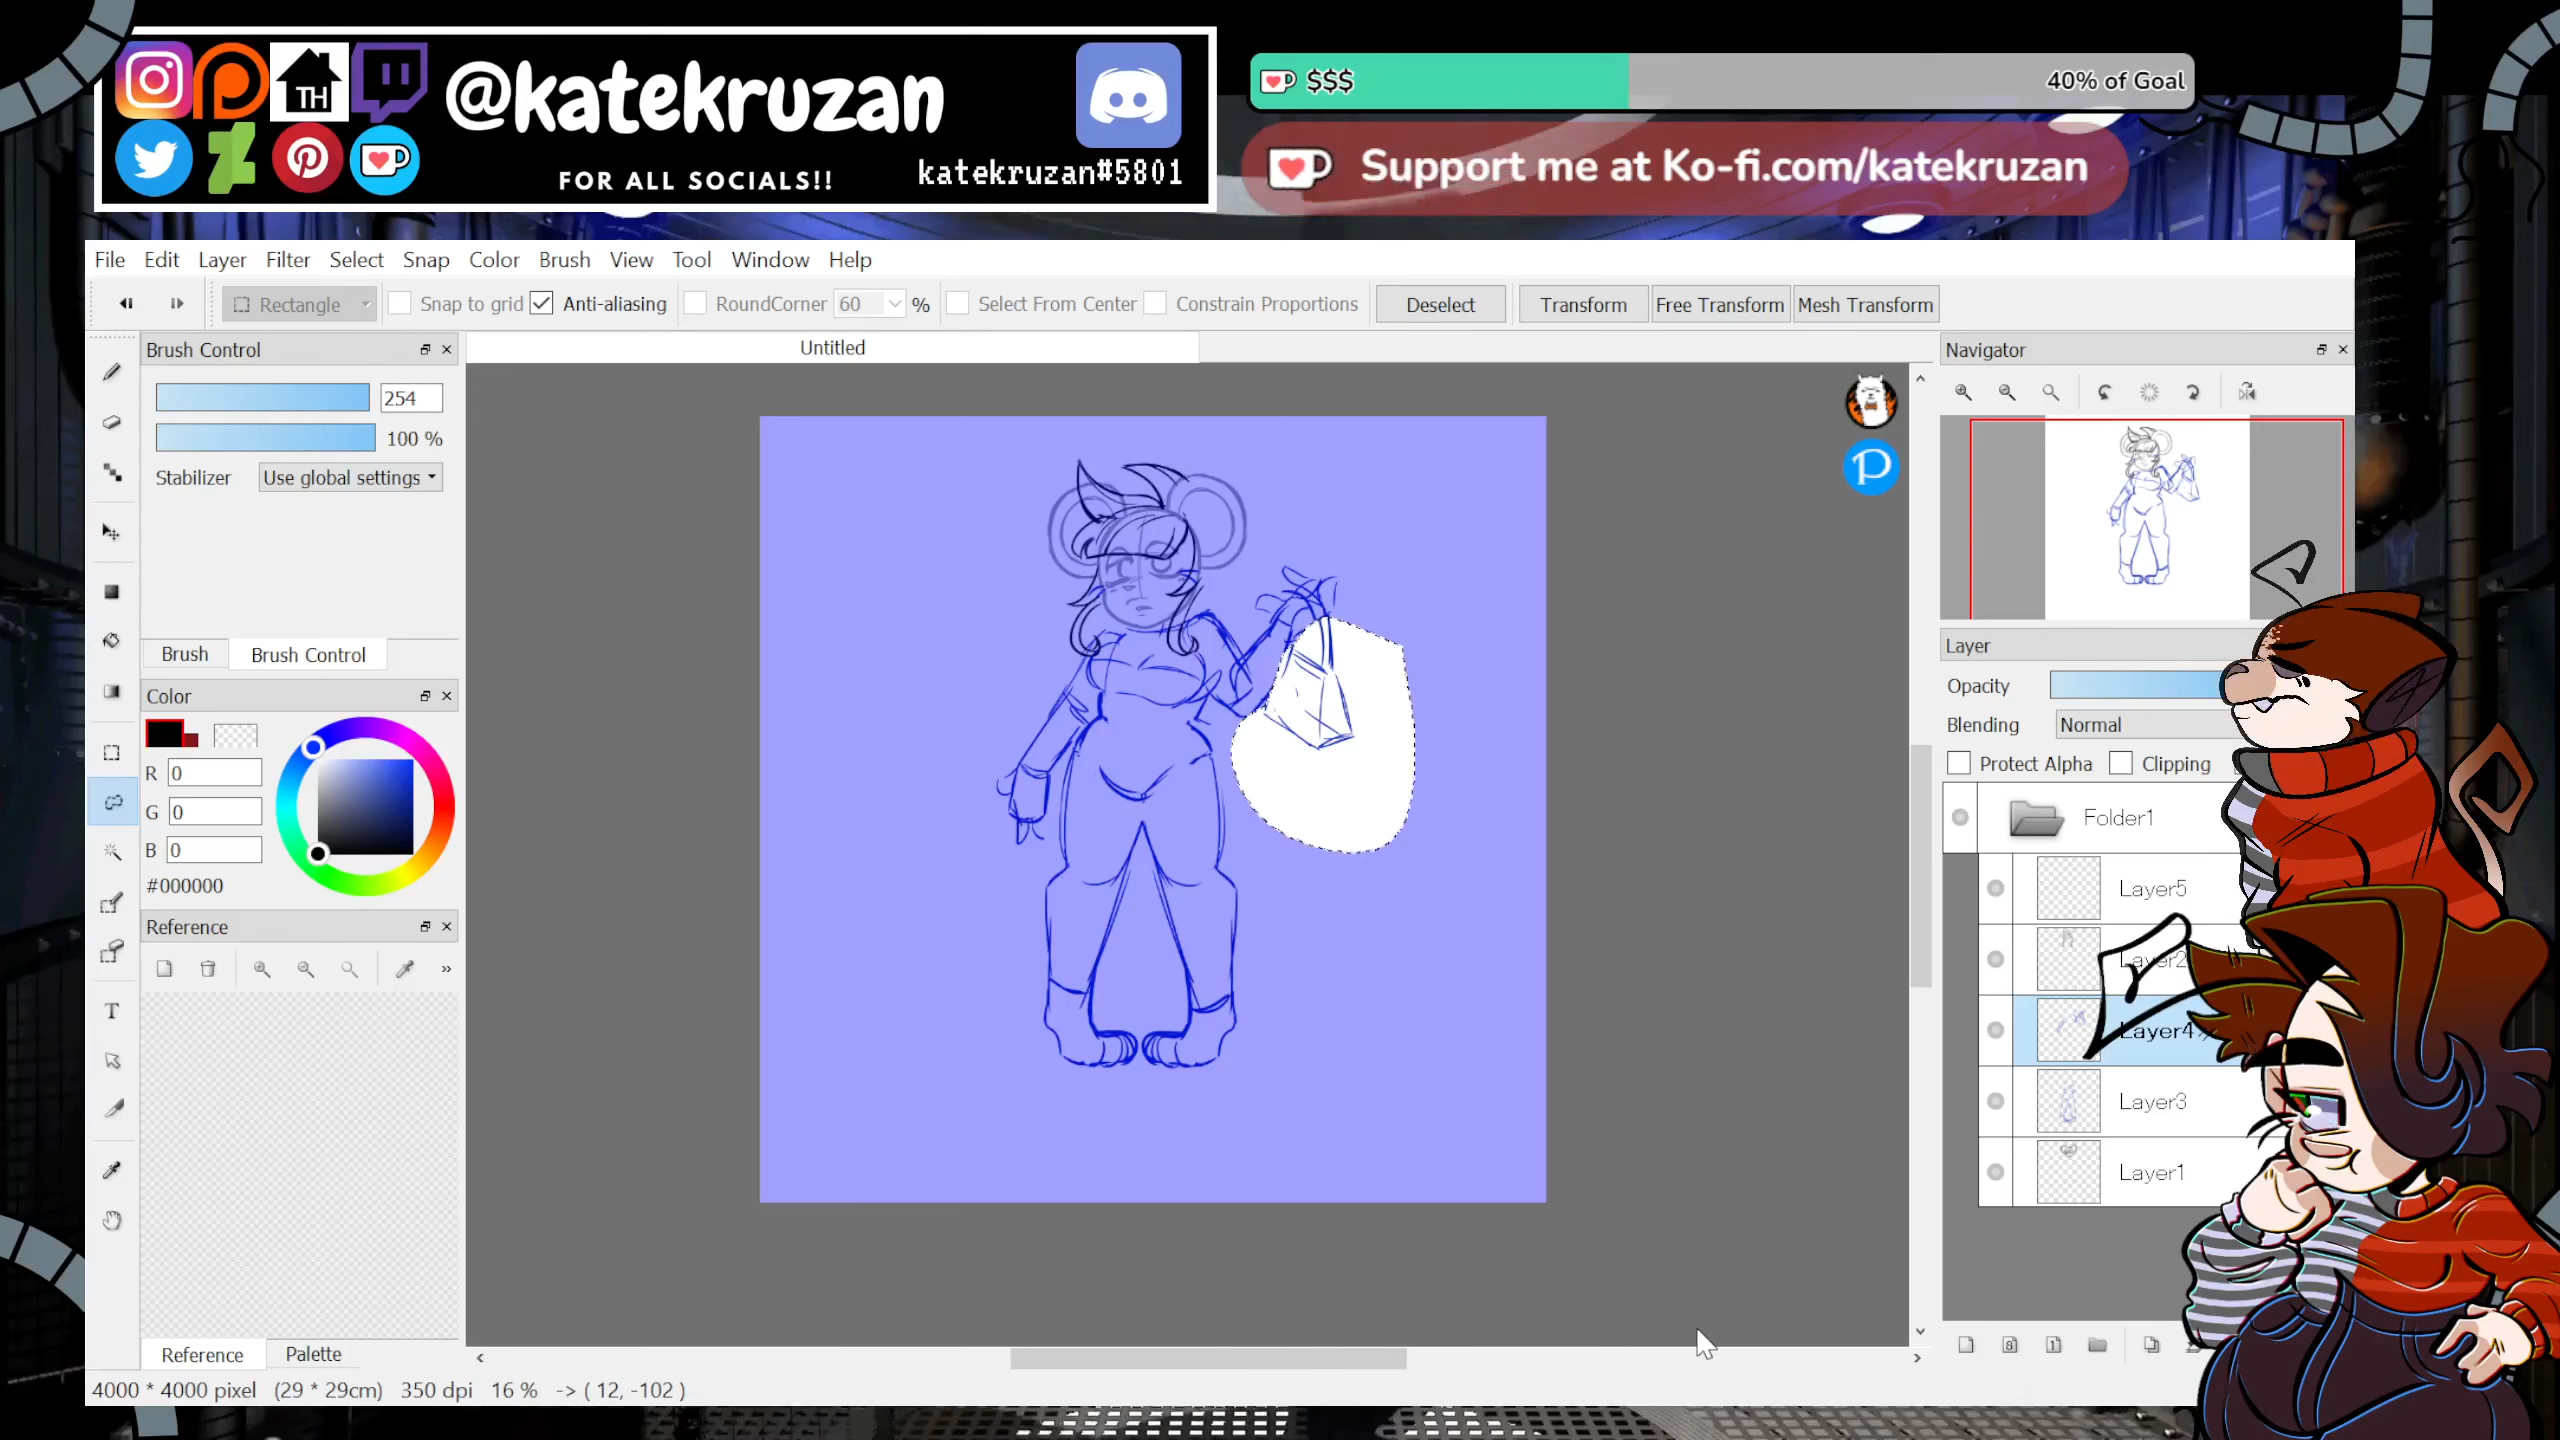 @katekruzan
FOR ALL SOCIALS!!
katekruzan#5801
TH
$$$
40% of Goal
Support me at Ko-fi.com/katekruzan
File Edit Layer Filter Select Snap Color Brush View Tool Window Help
Rectangle Snap to grid Anti-aliasing RoundCorner 60 % Select From Center Constrain Proportions Deselect Transform Free Transform Mesh Transform
Brush Control
Untitled
Navigator
254
100 %
Stabilizer Use global settings
Brush Brush Control
Color
R 0
G 0
B 0
#000000
Reference
T
Reference Palette
P
Layer
Opacity
Blending Normal
Protect Alpha Clipping
Folder1
Layer5
Layer2
Layer4
Layer3
Layer1
4000 * 4000 pixel (29 * 29cm) 350 dpi 16 % -> ( 12, -102 )